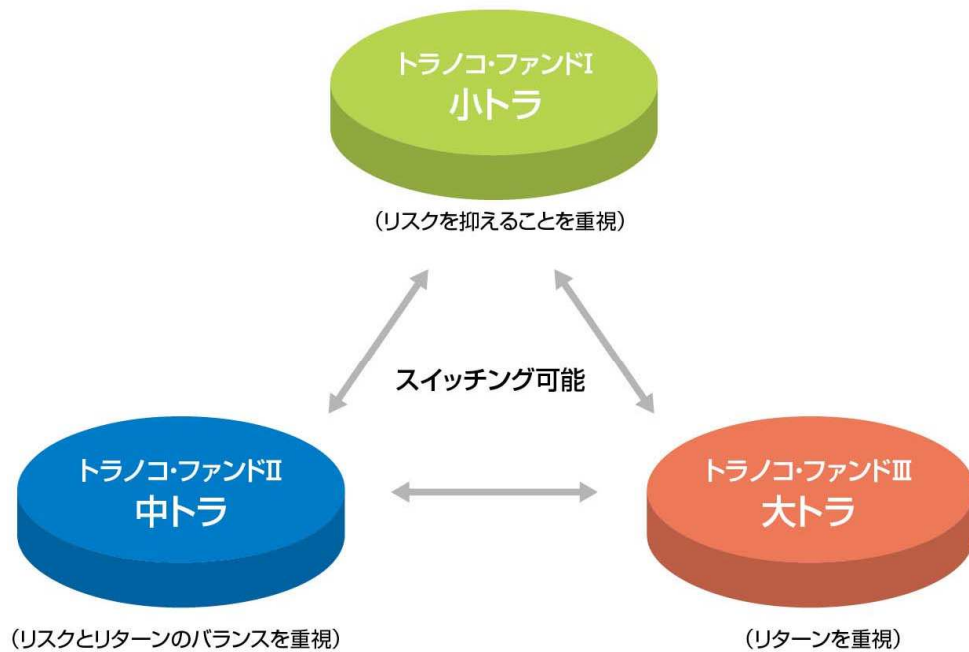 トラノコ・ファンドⅠ
小トラ
（リスクを抑えることを重視）
スイッチング可能
トラノコ・ファンドⅡ
中トラ
（リスクとリターンのバランスを重視）
トラノコ・ファンドⅢ
大トラ
（リターンを重視）